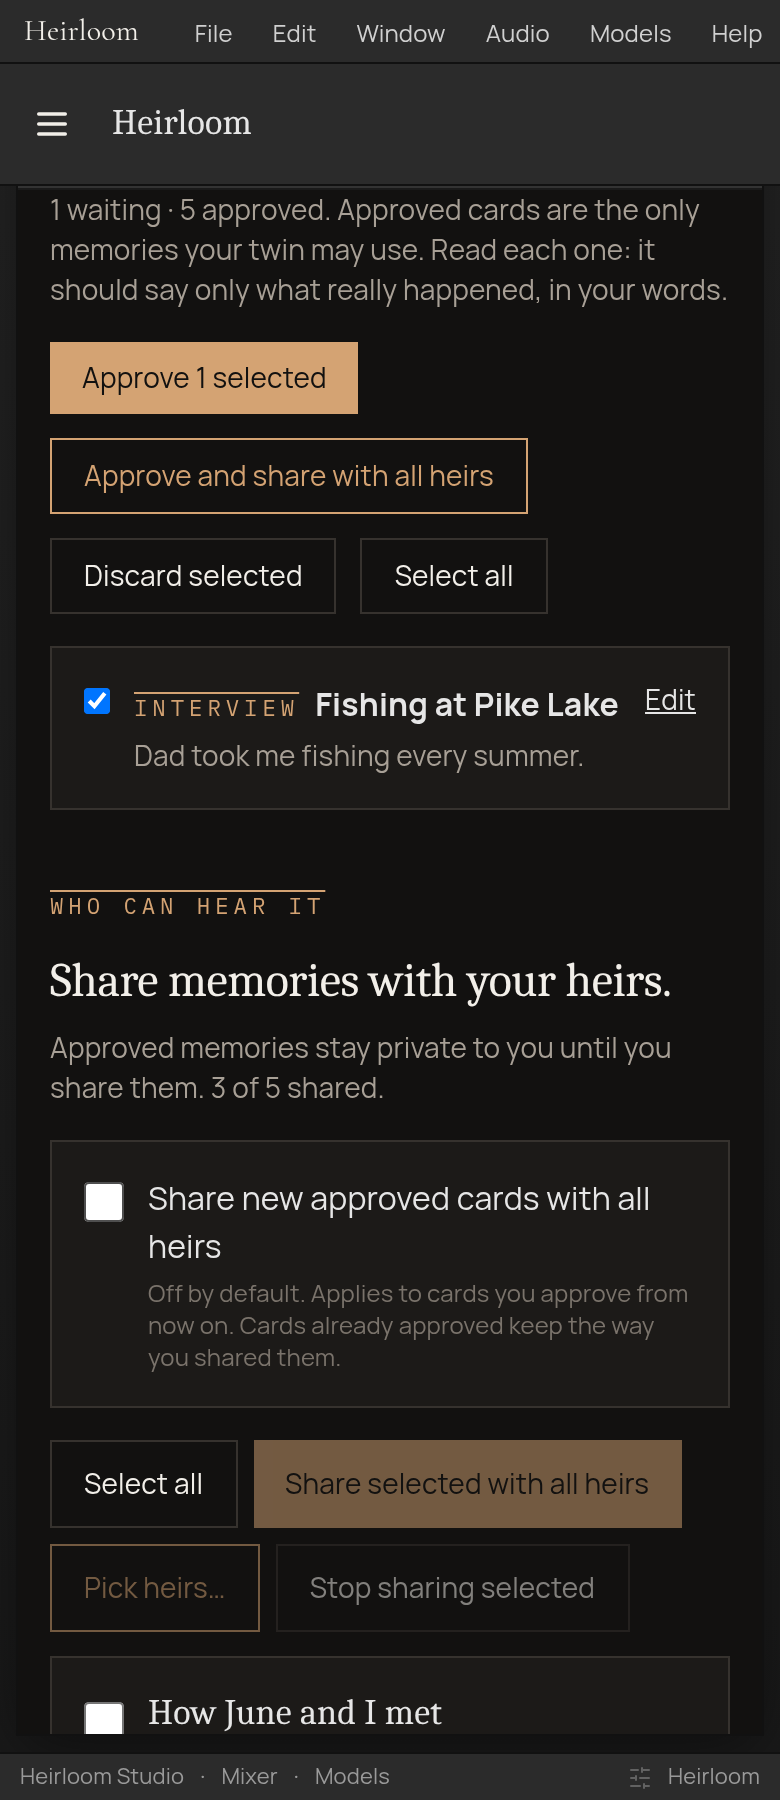 Heirloom File Edit Window Audio Models Help
Heirloom
1 waiting · 5 approved. Approved cards are the only
memories your twin may use. Read each one: it
should say only what really happened, in your words.
Approve 1 selected
Approve and share with all heirs
Discard selected Select all
INTERVIEW Fishing at Pike Lake Edit
Dad took me fishing every summer.
WHO CAN HEAR IT
Share memories with your heirs.
Approved memories stay private to you until you
share them. 3 of 5 shared.
Share new approved cards with all
heirs
Off by default. Applies to cards you approve from
now on. Cards already approved keep the way
you shared them.
Select all Share selected with all heirs
Pick heirs… Stop sharing selected
How June and I met
Heirloom Studio · Mixer · Models Heirloom